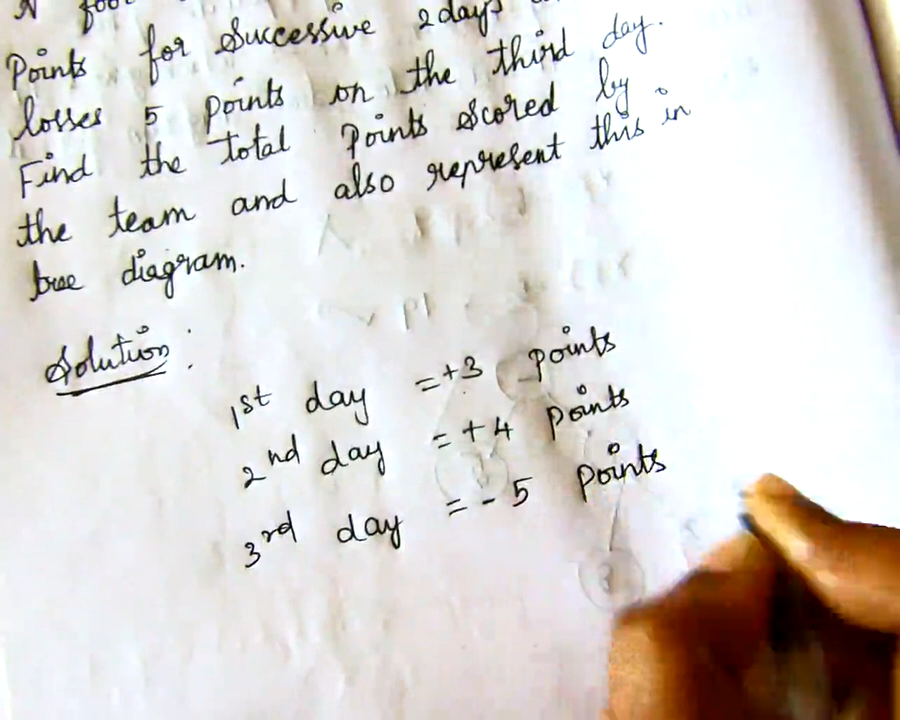 Points for Successive 2 days
losses 5 points on the third day.
Find the total Points scored by
the team and also represent this in
tree diagram.
Solution :
1st day = +3 points
2nd day = + 4 points
3rd day = - 5 points